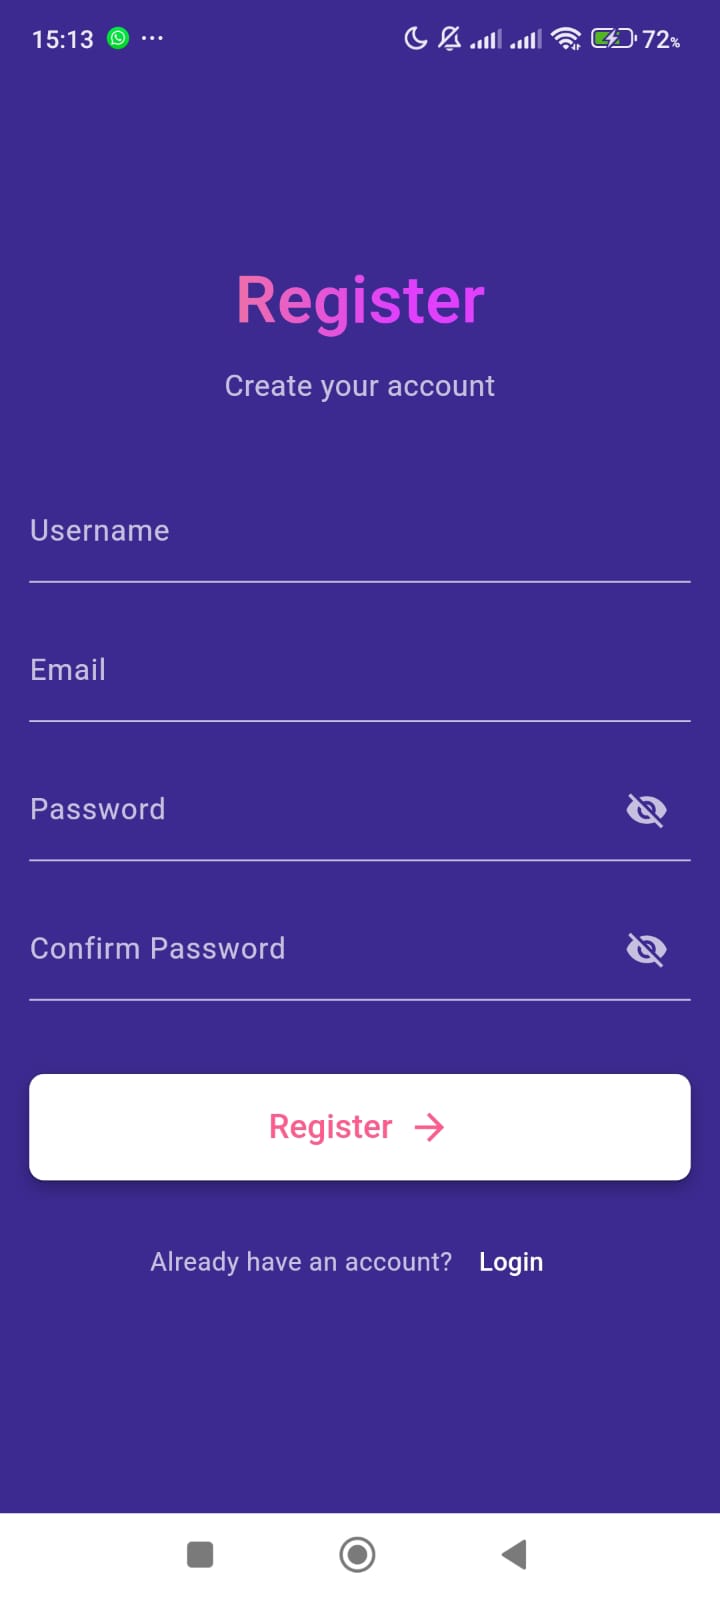 15:13 ... 72%
Register
Create your account
Username
Email
Password
Confirm Password
Register →
Already have an account? Login